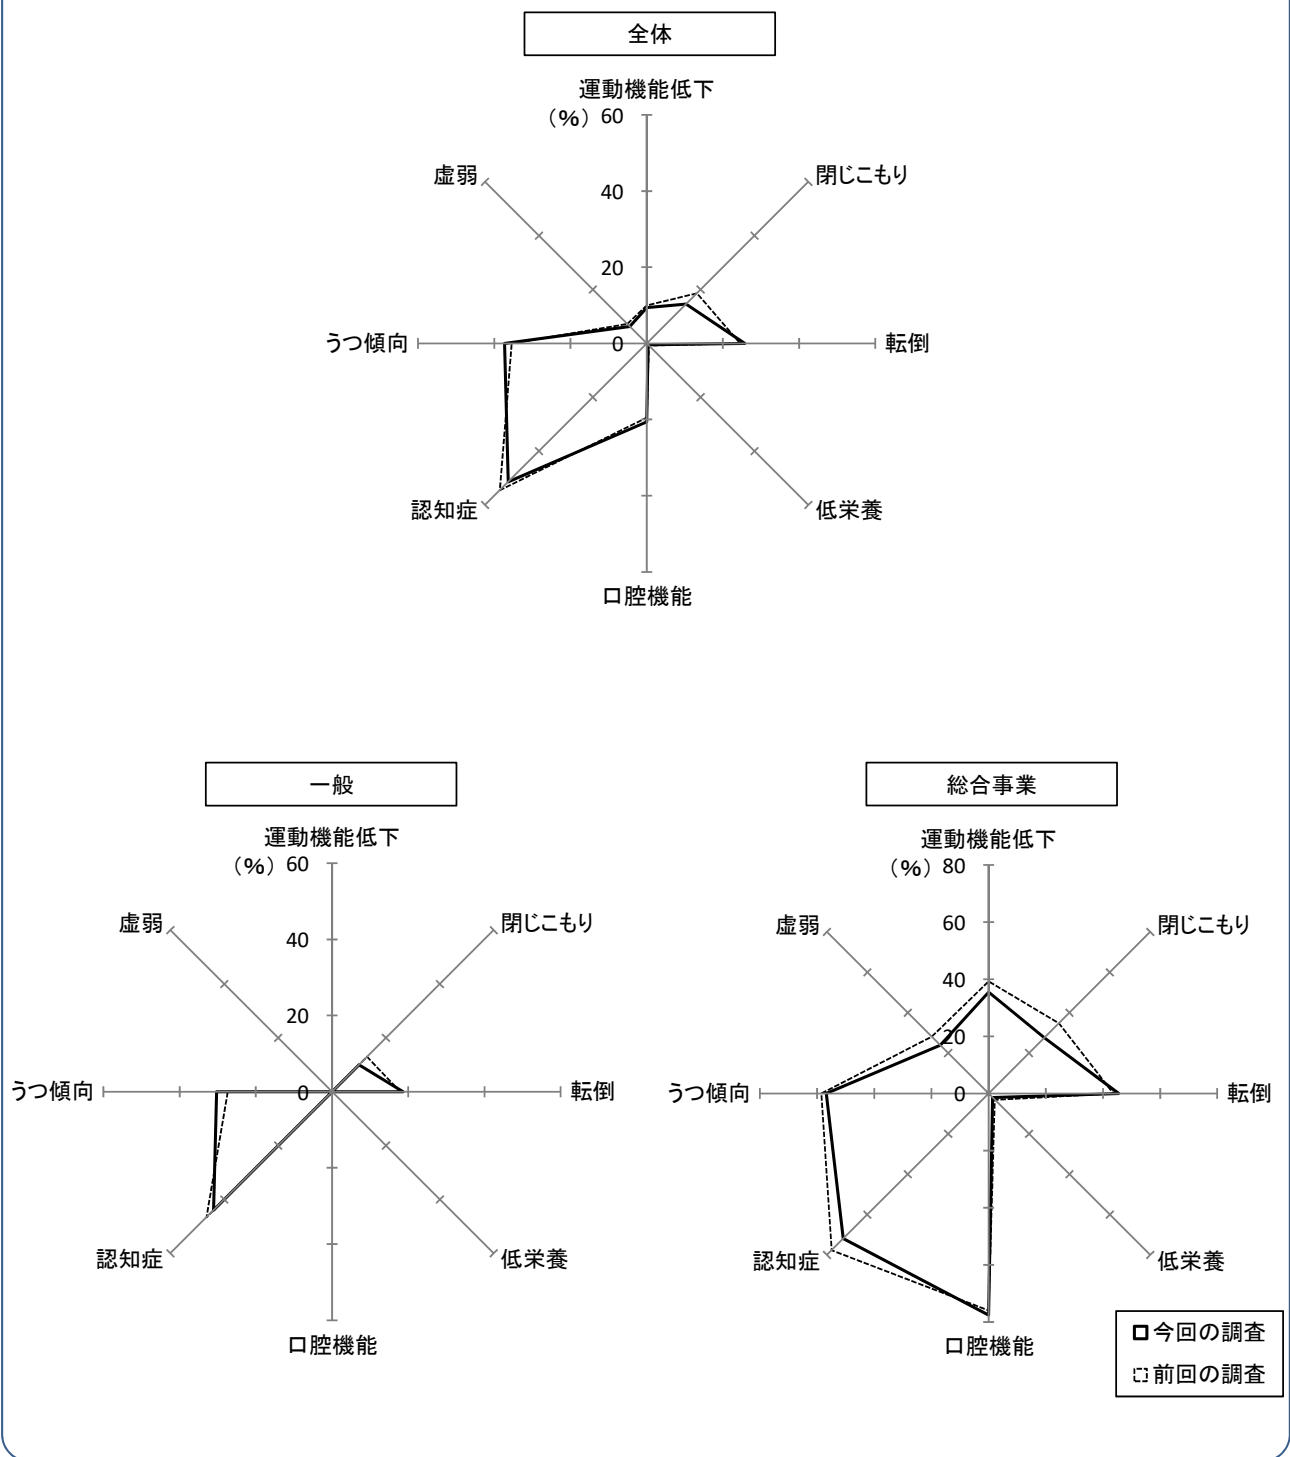 全体
運動機能低下
（%）60
虚弱
閉じこもり
40
20
うつ傾向
0
転倒
認知症
低栄養
口腔機能
一般
運動機能低下
（%）60
虚弱
閉じこもり
40
20
うつ傾向
0
転倒
認知症
低栄養
口腔機能
総合事業
運動機能低下
（%）80
60
虚弱
閉じこもり
40
20
うつ傾向
0
転倒
認知症
低栄養
口腔機能
今回の調査
前回の調査